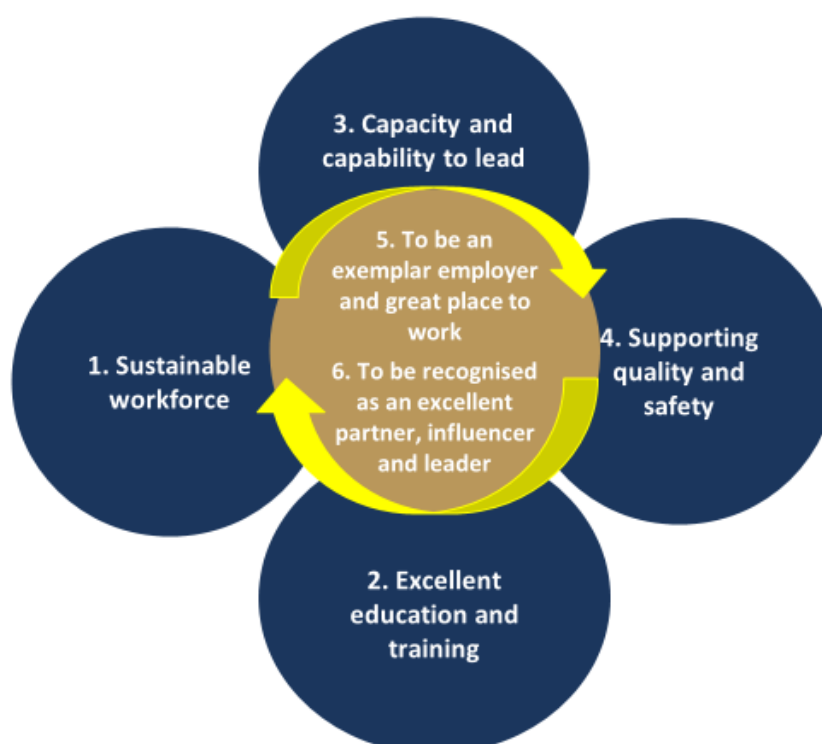 3. Capacity and
capability to lead
5. To be an
exemplar employer
and great place to
work
1. Sustainable
workforce
4. Supporting
quality and
safety
6. To be recognised
as an excellent
partner, influencer
and leader
2. Excellent
education and
training